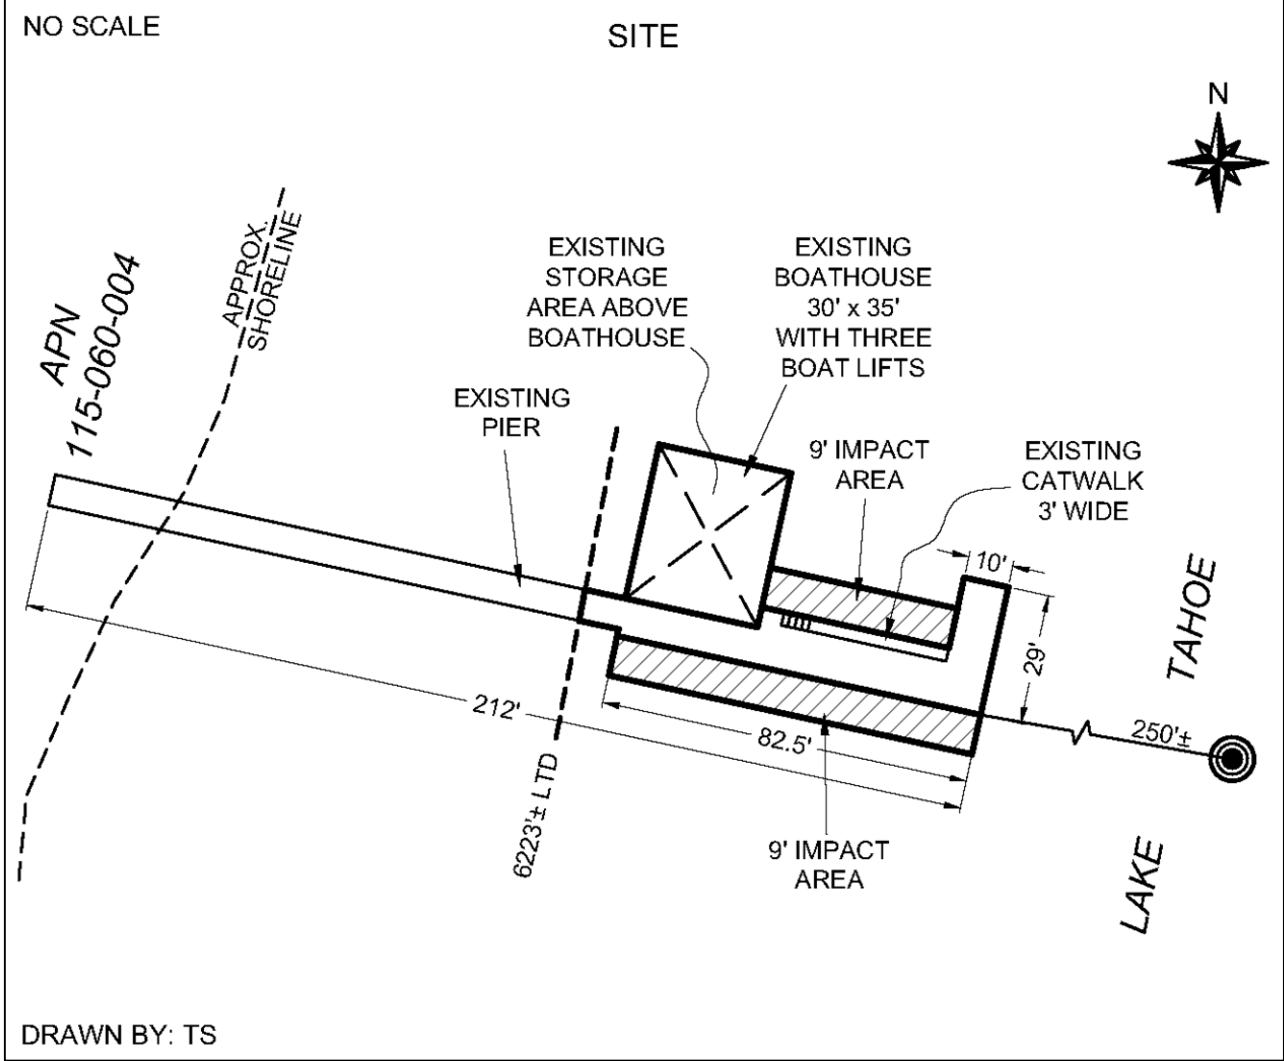 NO SCALE
SITE
N
APPROX.
SHORELINE
APN
115-060-004
EXISTING
STORAGE
AREA ABOVE
BOATHOUSE
EXISTING
BOATHOUSE
30' x 35'
WITH THREE
BOAT LIFTS
EXISTING
PIER
9' IMPACT
AREA
EXISTING
CATWALK
3' WIDE
10'
29'
212'
82.5'
250'±
6223'± LTD
9' IMPACT
AREA
LAKE TAHOE
DRAWN BY: TS